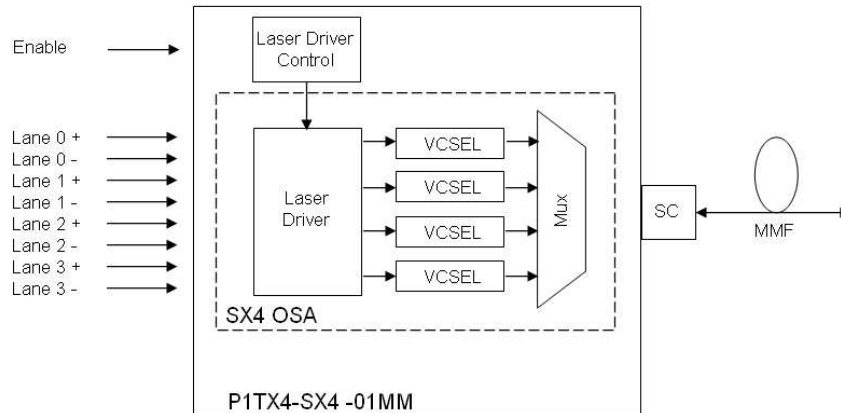 Enable
Laser Driver
Control
Lane 0 +
Lane 0 -
Lane 1 +
Lane 1 -
Lane 2 +
Lane 2 -
Lane 3 +
Lane 3 -
Laser
Driver
VCSEL
VCSEL
VCSEL
VCSEL
Mux
SC
MMF
SX4 OSA
P1TX4-SX4 -01MM